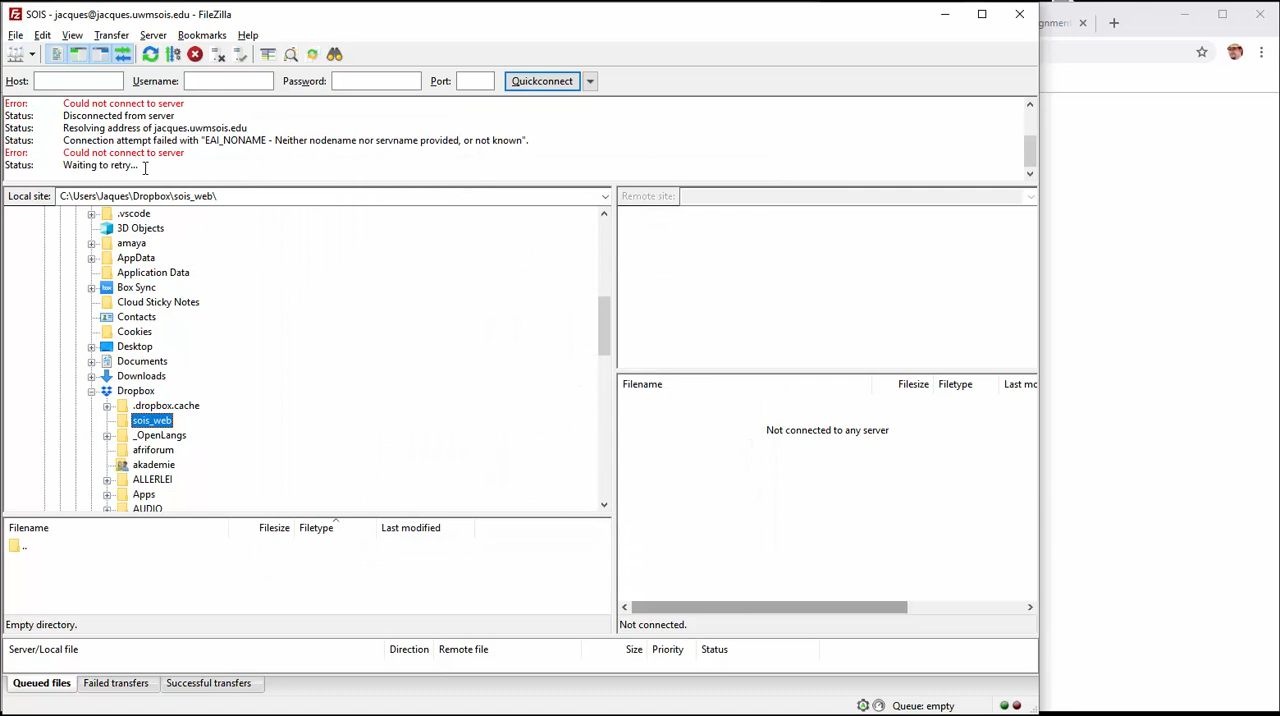 SOIS - jacques@jacques.uwmsois.edu - FileZilla
nment
File Edit View Transfer Server Bookmarks Help
Host: Username: Password: Port: Quickconnect
Error: Could not connect to server
Status: Disconnected from server
Status: Resolving address of jacques.uwmsois.edu
Status: Connection attempt failed with "EAI_NONAME - Neither nodename nor servname provided, or not known".
Error: Could not connect to server
Status: Waiting to retry...
Local site: C:\Users\Jaques\Dropbox\sois_web\
Remote site:
.vscode
3D Objects
amaya
AppData
Application Data
Box Sync
Cloud Sticky Notes
Contacts
Cookies
Desktop
Documents
Downloads
Dropbox
.dropbox.cache
sois_web
_OpenLangs
afriforum
akademie
ALLERLEI
Apps
AUDIO
Filename Filesize Filetype Last mo
Not connected to any server
Filename Filesize Filetype Last modified
..
Empty directory.
Not connected.
Server/Local file Direction Remote file Size Priority Status
Queued files Failed transfers Successful transfers
Queue: empty